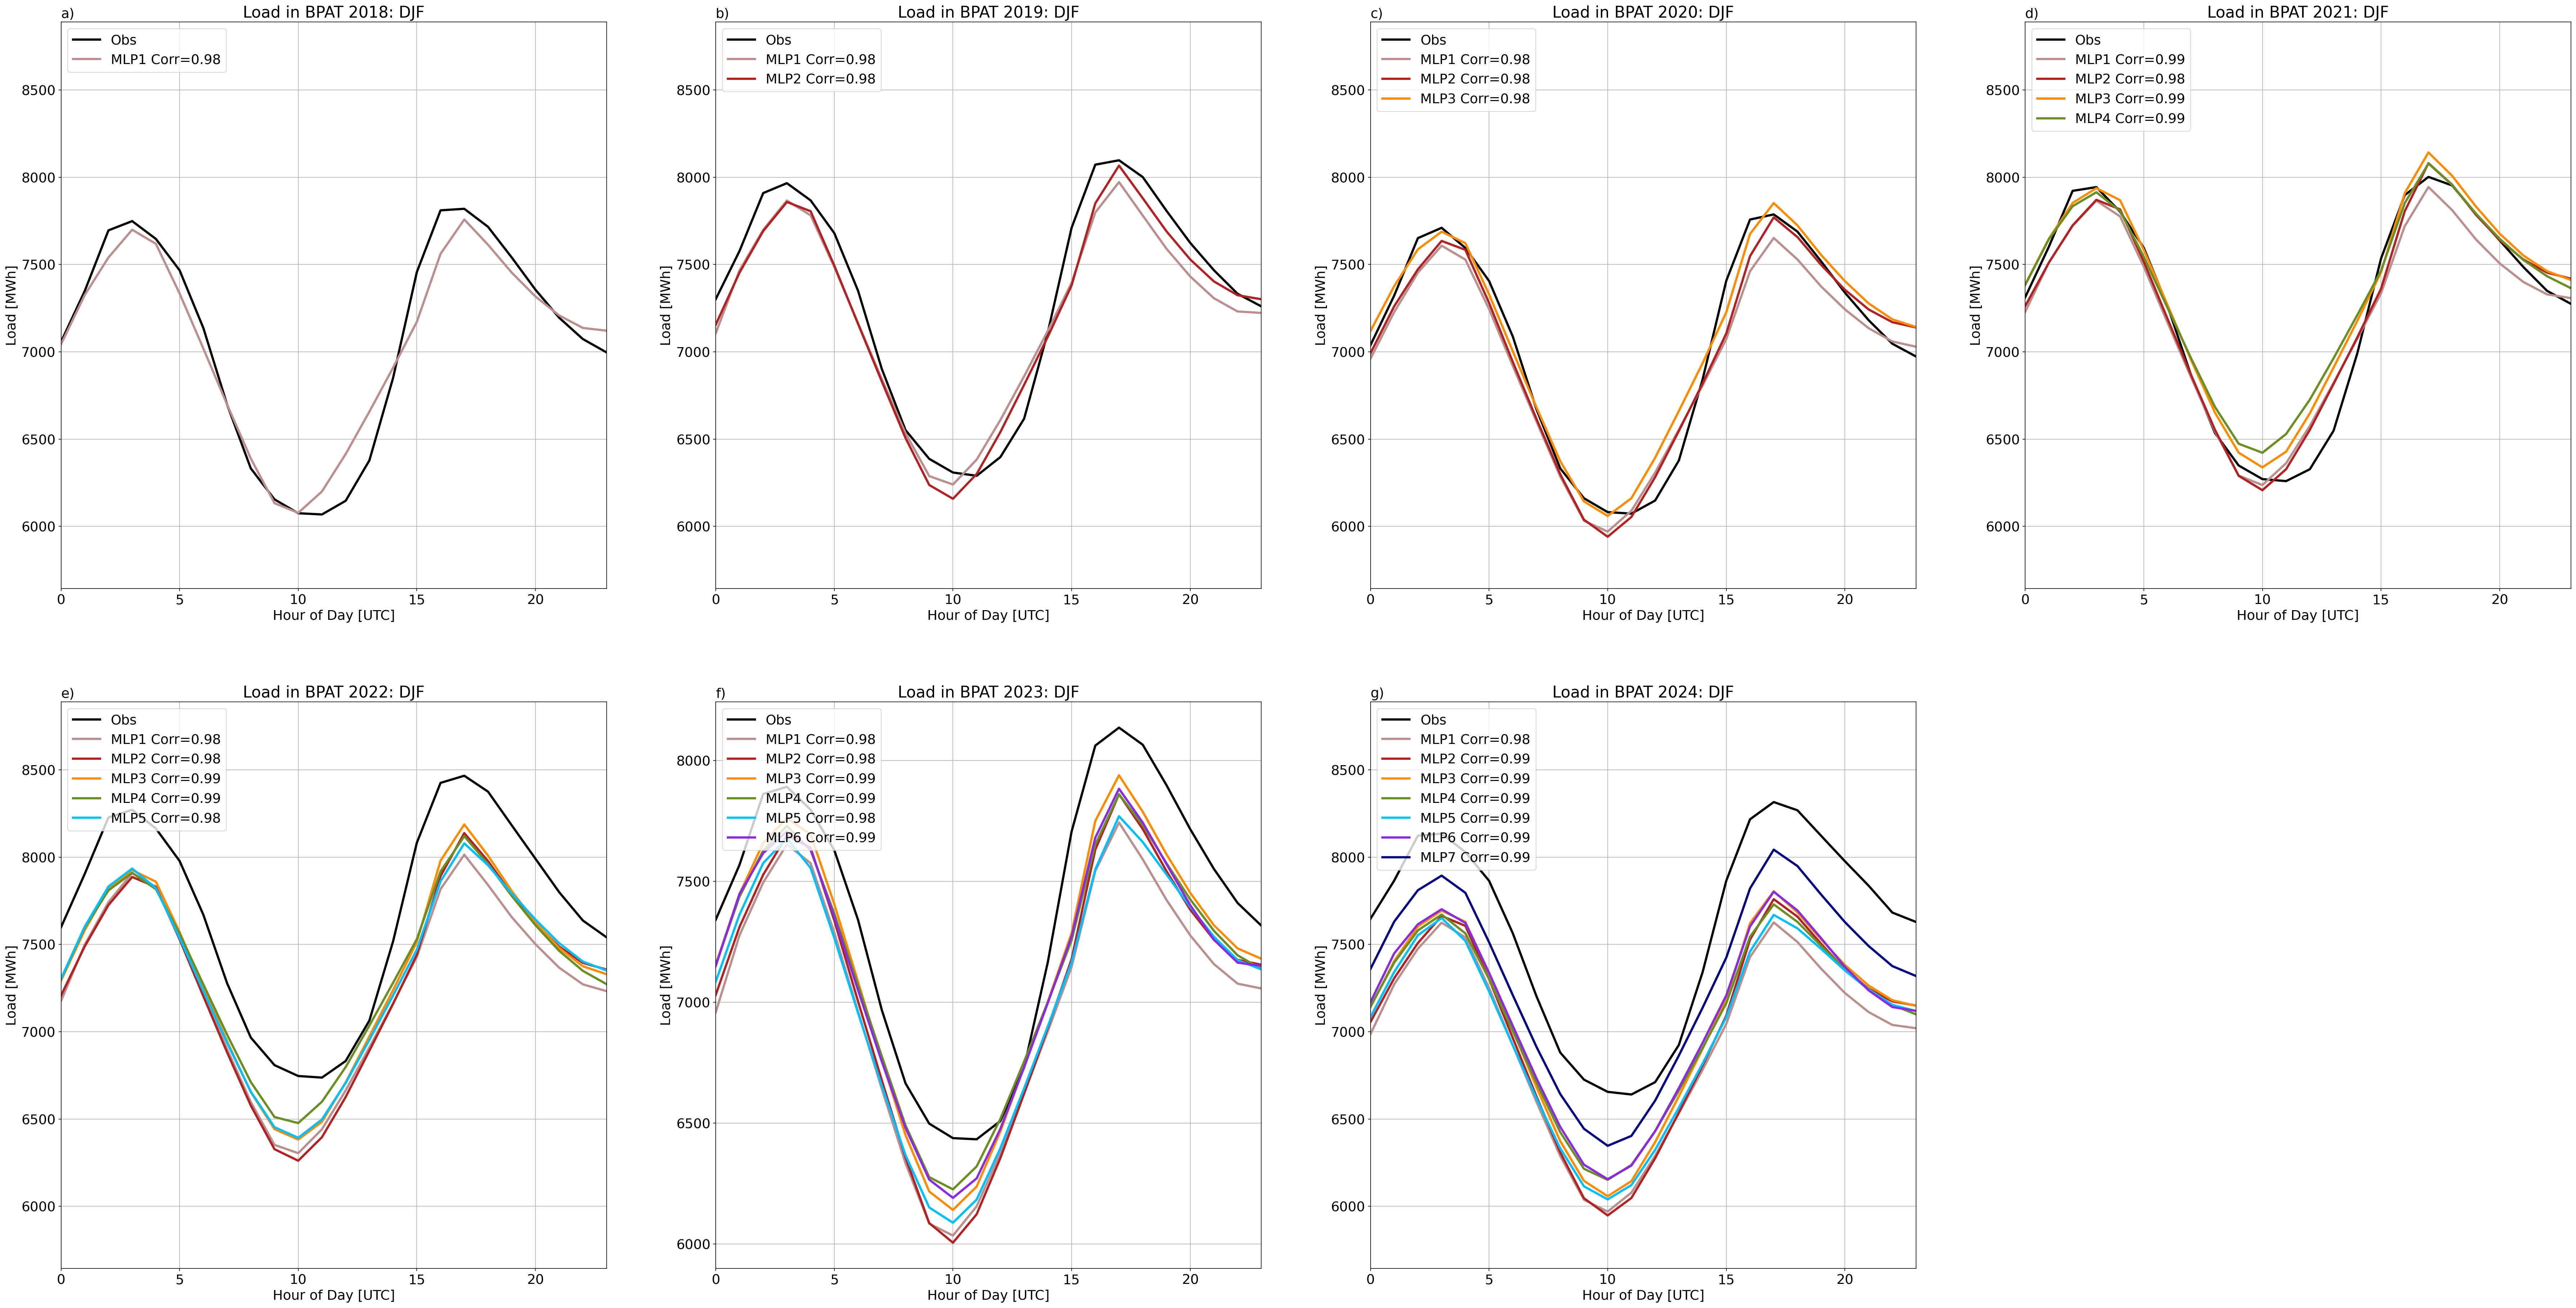 a) Load in BPAT 2018: DJF
Obs
MLP1 Corr=0.98
8500
8000
7500
7000
6500
6000
Load [MWh]
0 5 10 15 20
Hour of Day [UTC]
b) Load in BPAT 2019: DJF
Obs
MLP1 Corr=0.98
MLP2 Corr=0.98
8500
8000
7500
7000
6500
6000
Load [MWh]
0 5 10 15 20
Hour of Day [UTC]
c) Load in BPAT 2020: DJF
Obs
MLP1 Corr=0.98
MLP2 Corr=0.98
MLP3 Corr=0.98
8500
8000
7500
7000
6500
6000
Load [MWh]
0 5 10 15 20
Hour of Day [UTC]
d) Load in BPAT 2021: DJF
Obs
MLP1 Corr=0.99
MLP2 Corr=0.98
MLP3 Corr=0.99
MLP4 Corr=0.99
8500
8000
7500
7000
6500
6000
Load [MWh]
0 5 10 15 20
Hour of Day [UTC]
e) Load in BPAT 2022: DJF
Obs
MLP1 Corr=0.98
MLP2 Corr=0.98
MLP3 Corr=0.99
MLP4 Corr=0.99
MLP5 Corr=0.98
8500
8000
7500
7000
6500
6000
Load [MWh]
0 5 10 15 20
Hour of Day [UTC]
f) Load in BPAT 2023: DJF
Obs
MLP1 Corr=0.98
MLP2 Corr=0.98
MLP3 Corr=0.99
MLP4 Corr=0.99
MLP5 Corr=0.98
MLP6 Corr=0.99
8000
7500
7000
6500
6000
Load [MWh]
0 5 10 15 20
Hour of Day [UTC]
g) Load in BPAT 2024: DJF
Obs
MLP1 Corr=0.98
MLP2 Corr=0.99
MLP3 Corr=0.99
MLP4 Corr=0.99
MLP5 Corr=0.99
MLP6 Corr=0.99
MLP7 Corr=0.99
8500
8000
7500
7000
6500
6000
Load [MWh]
0 5 10 15 20
Hour of Day [UTC]